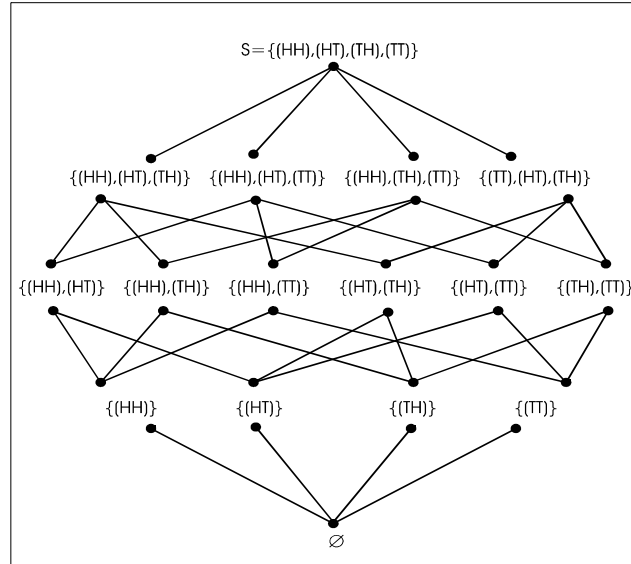 S={(HH),(HT),(TH),(TT)}
{(HH),(HT),(TH)} {(HH),(HT),(TT)} {(HH),(TH),(TT)} {(TT),(HT),(TH)}
{(HH),(HT)} {(HH),(TH)} {(HH),(TT)} {(HT),(TH)} {(HT),(TT)} {(TH),(TT)}
{(HH)} {(HT)} {(TH)} {(TT)}
∅